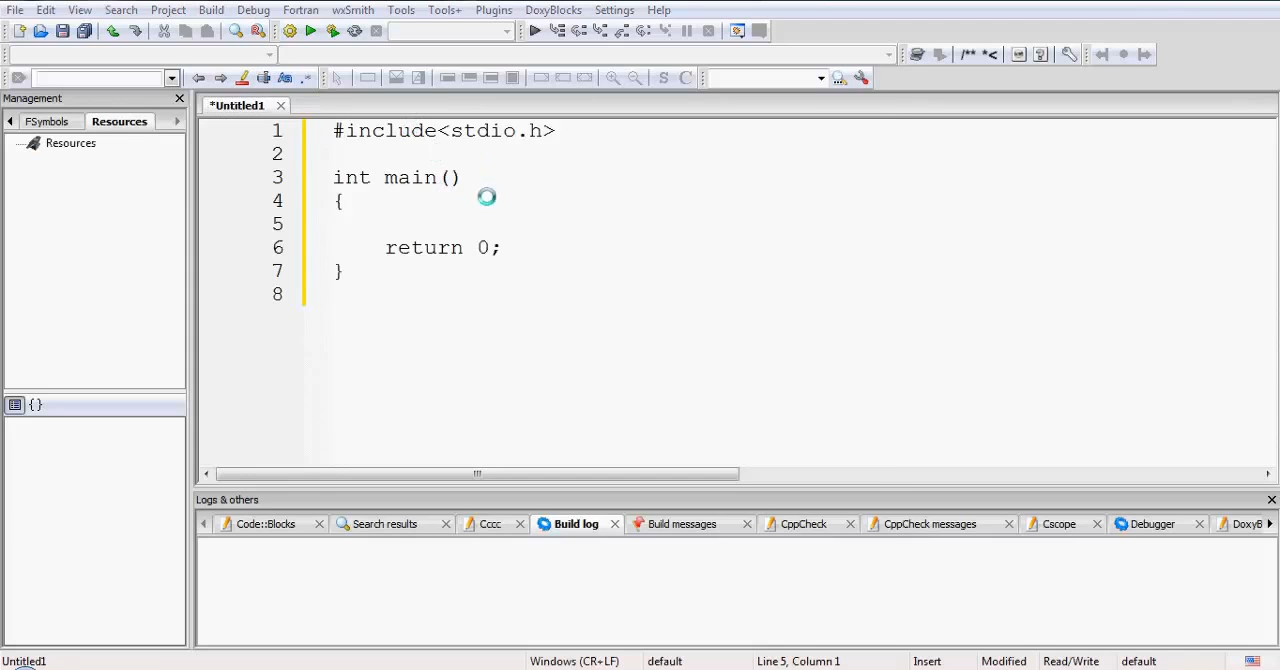 File Edit View Search Project Build Debug Fortran wxSmith Tools Tools+ Plugins DoxyBlocks Settings Help
/** *<
S C
Management
*Untitled1
FSymbols Resources
Resources
{}
1 #include<stdio.h>
2
3 int main()
4 {
5
6 return 0;
7 }
8
Logs & others
Code::Blocks Search results Cccc Build log Build messages CppCheck CppCheck messages Cscope Debugger DoxyB
Untitled1 Windows (CR+LF) default Line 5, Column 1 Insert Modified Read/Write default